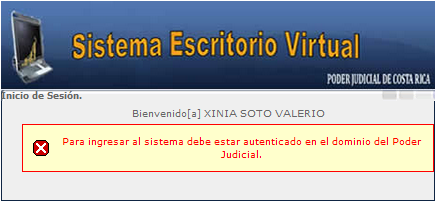 Sistema Escritorio Virtual
PODER JUDICIAL DE COSTA RICA
Inicio de Sesión.
Bienvenido[a] XINIA SOTO VALERIO
Para ingresar al sistema debe estar autenticado en el dominio del Poder
Judicial.